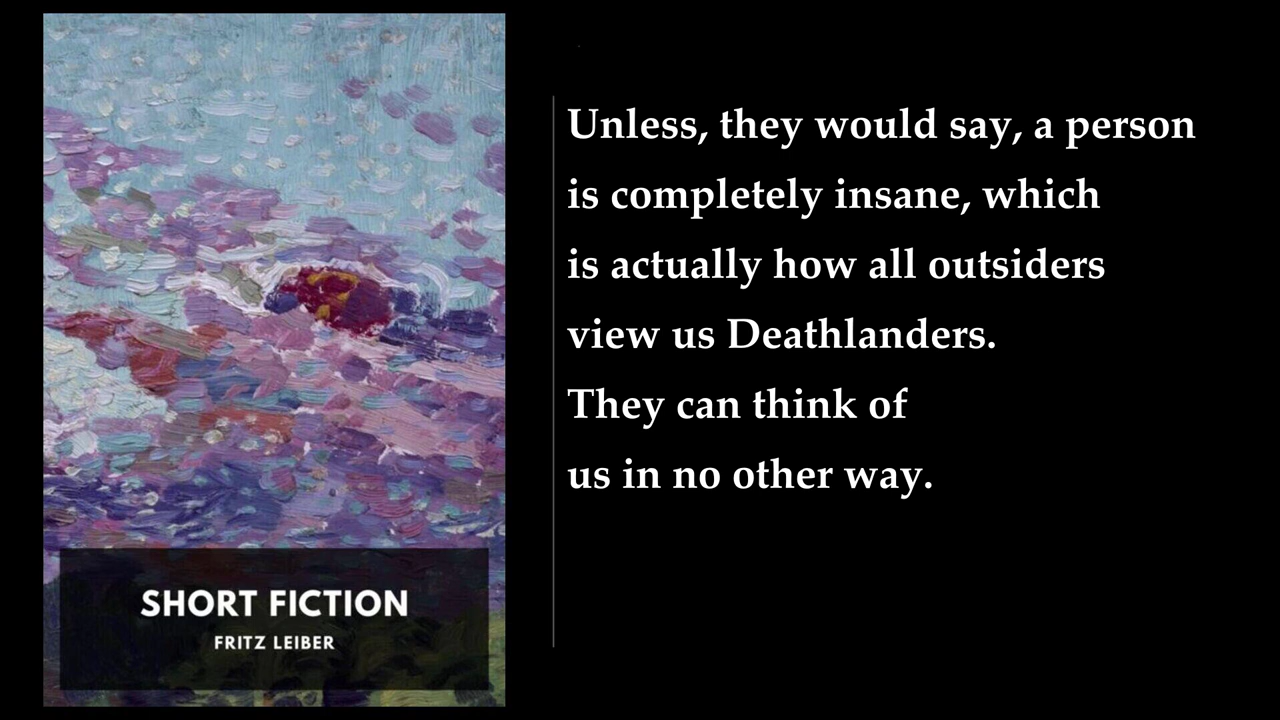 SHORT FICTION
FRITZ LEIBER
Unless, they would say, a person
is completely insane, which
is actually how all outsiders
view us Deathlanders.
They can think of
us in no other way.